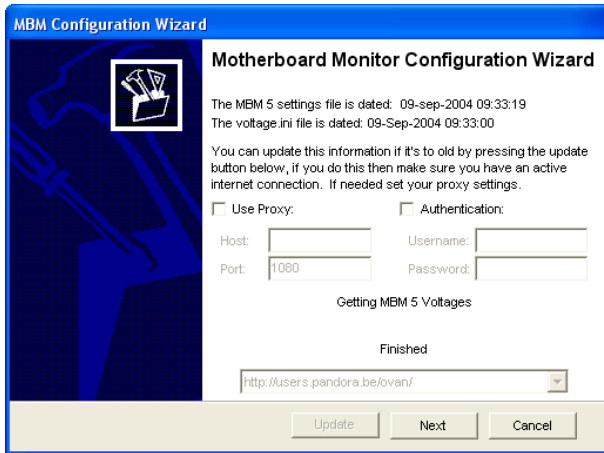 MBM Configuration Wizard
Motherboard Monitor Configuration Wizard
The MBM 5 settings file is dated: 09-sep-2004 09:33:19
The voltage.ini file is dated: 09-Sep-2004 09:33:00
You can update this information if it's to old by pressing the update
button below, if you do this then make sure you have an active
internet connection. If needed set your proxy settings.
Use Proxy: Authentication:
Host: Username:
Port: 1080 Password:
Getting MBM 5 Voltages
Finished
http://users.pandora.be/ovan/
Update Next Cancel